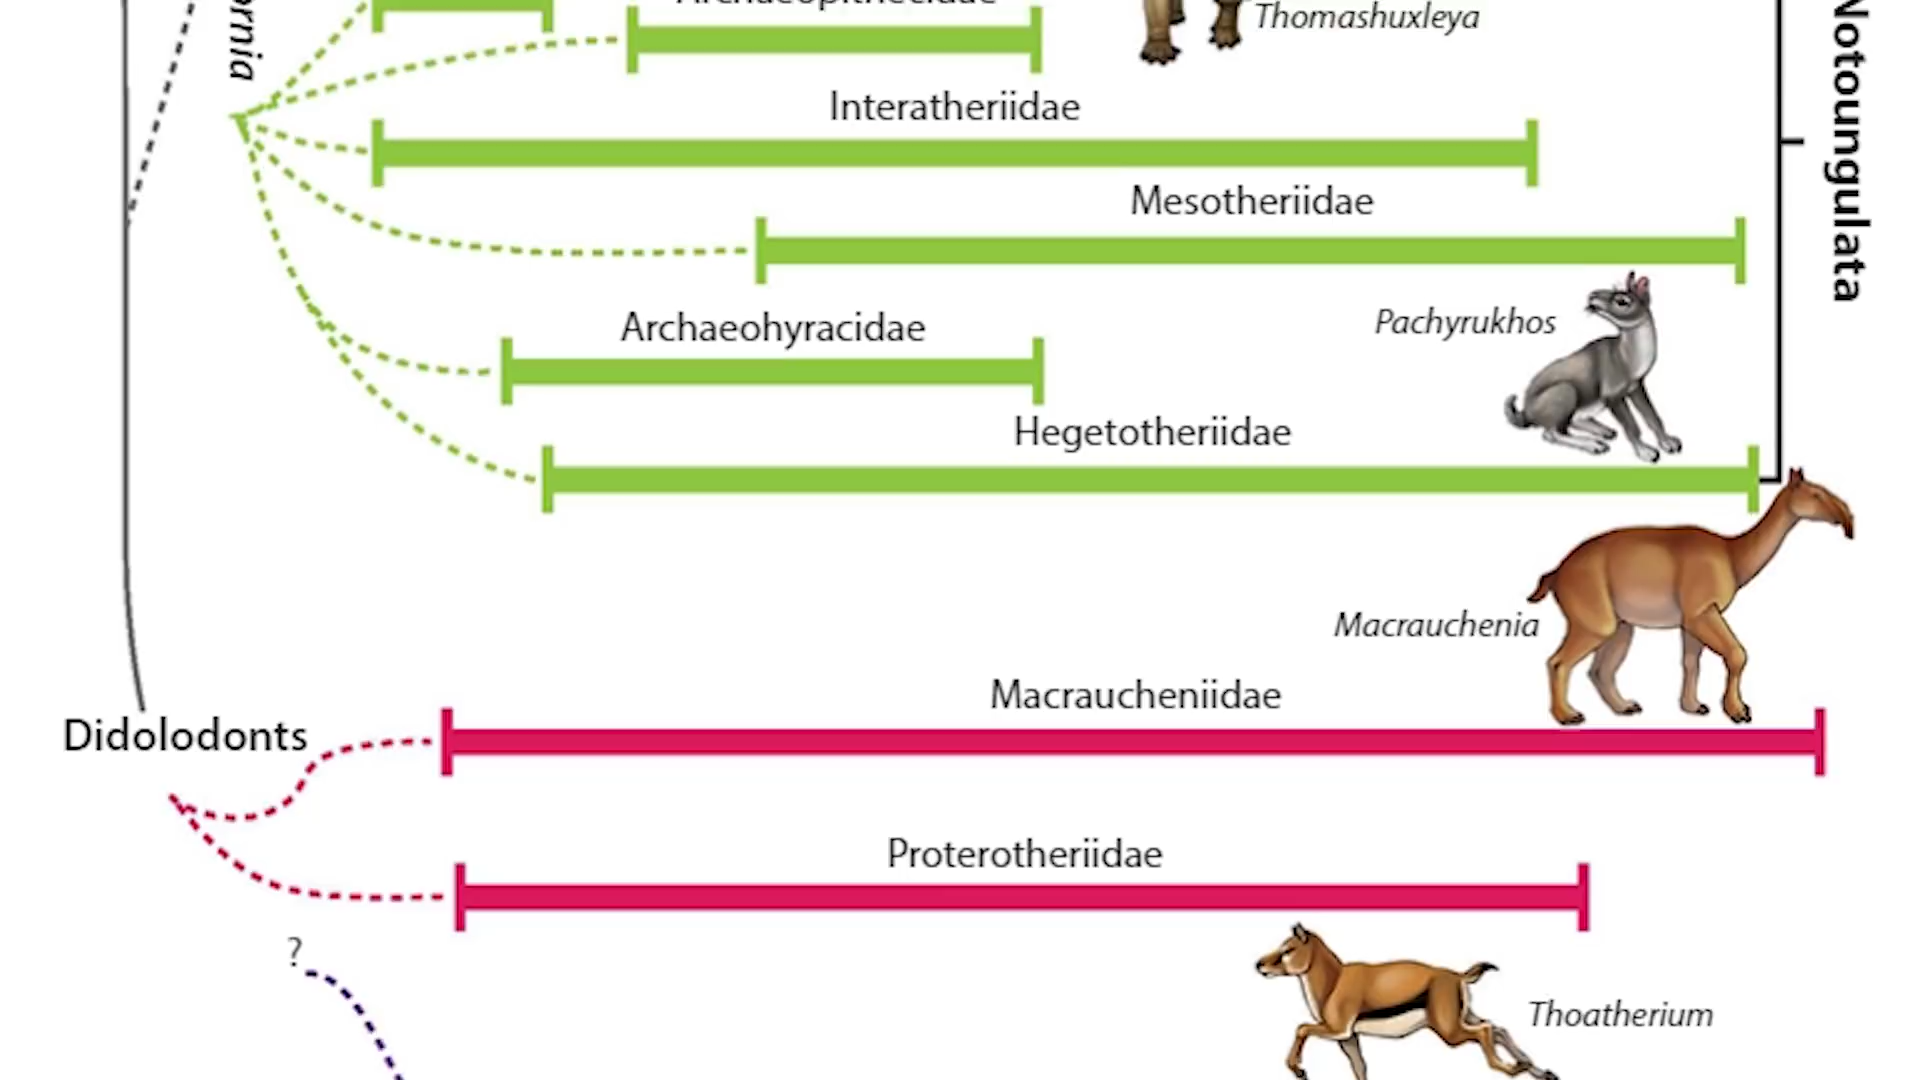 Thomashuxleya
Interatheriidae
Mesotheriidae
Notoungulata
Pachyrukhos
Archaeohyracidae
Hegetotheriidae
Macrauchenia
Macraucheniidae
Didolodonts
Proterotheriidae
?
Thoatherium